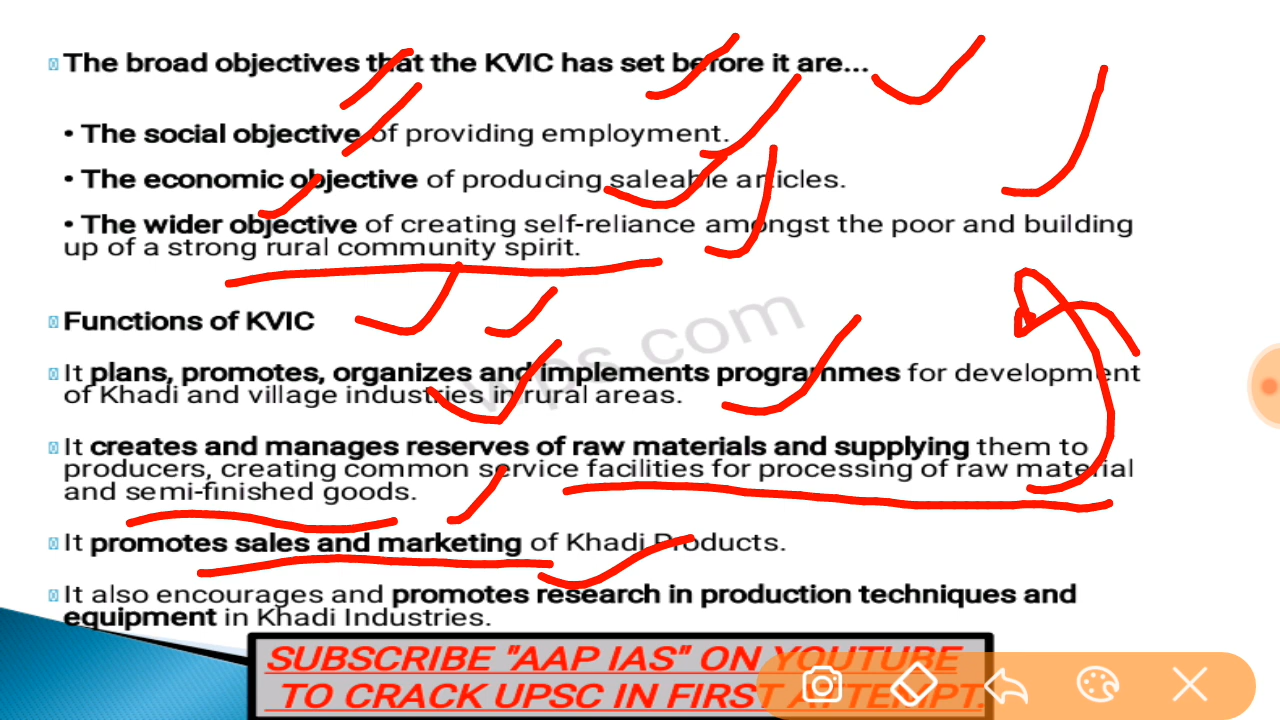 The broad objectives that the KVIC has set before it are...
• The social objective of providing employment.
• The economic objective of producing saleable articles.
• The wider objective of creating self-reliance amongst the poor and building
up of a strong rural community spirit.
Functions of KVIC
It plans, promotes, organizes and implements programmes for development
of Khadi and village industries in rural areas.
It creates and manages reserves of raw materials and supplying them to
producers, creating common service facilities for processing of raw material
and semi-finished goods.
It promotes sales and marketing of Khadi Products.
It also encourages and promotes research in production techniques and
equipment in Khadi Industries.
wps com
SUBSCRIBE "AAP IAS" ON YOUTUBE
TO CRACK UPSC IN FIRST ATTEMPT.